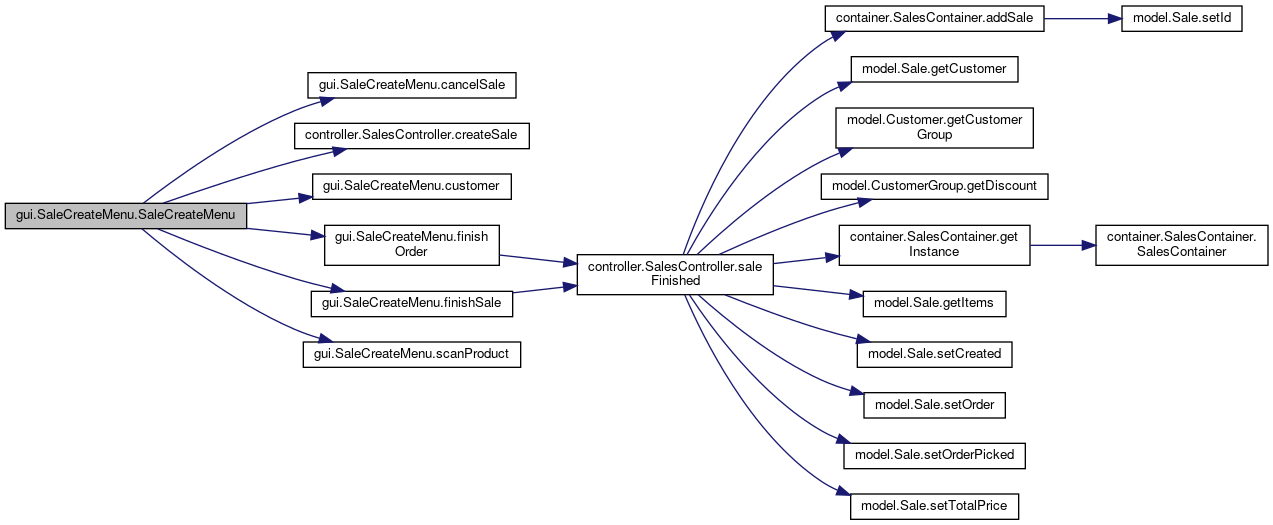 gui.SaleCreateMenu.SaleCreateMenu
gui.SaleCreateMenu.cancelSale
controller.SalesController.createSale
gui.SaleCreateMenu.customer
gui.SaleCreateMenu.finish
Order
gui.SaleCreateMenu.finishSale
gui.SaleCreateMenu.scanProduct
controller.SalesController.sale
Finished
container.SalesContainer.addSale
model.Sale.getCustomer
model.Customer.getCustomer
Group
model.CustomerGroup.getDiscount
container.SalesContainer.get
Instance
model.Sale.getItems
model.Sale.setCreated
model.Sale.setOrder
model.Sale.setOrderPicked
model.Sale.setTotalPrice
model.Sale.setId
container.SalesContainer.
SalesContainer